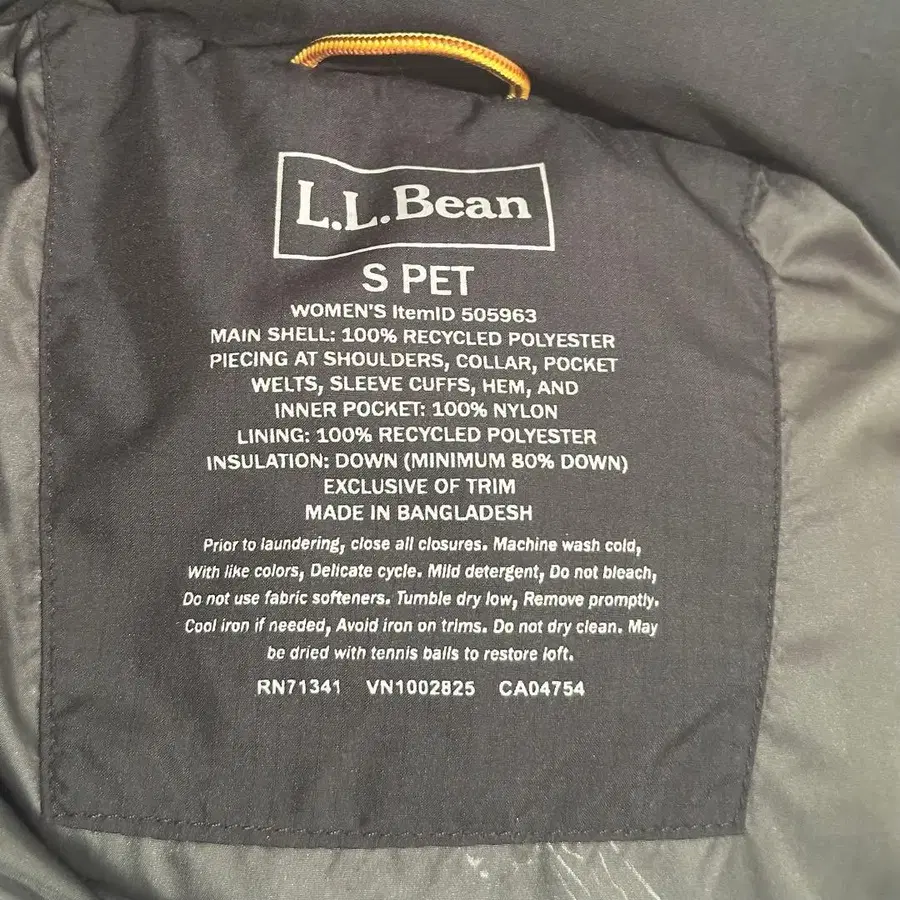 L.L.Bean
S PET
WOMEN'S ItemID 505963
MAIN SHELL: 100% RECYCLED POLYESTER
PIECING AT SHOULDERS, COLLAR, POCKET
WELTS, SLEEVE CUFFS, HEM, AND
INNER POCKET: 100% NYLON
LINING: 100% RECYCLED POLYESTER
INSULATION: DOWN (MINIMUM 80% DOWN)
EXCLUSIVE OF TRIM
MADE IN BANGLADESH
Prior to laundering, close all closures. Machine wash cold,
With like colors, Delicate cycle. Mild detergent, Do not bleach,
Do not use fabric softeners. Tumble dry low, Remove promptly.
Cool iron if needed, Avoid iron on trims. Do not dry clean. May
be dried with tennis balls to restore loft.
RN71341 VN1002825 CA04754